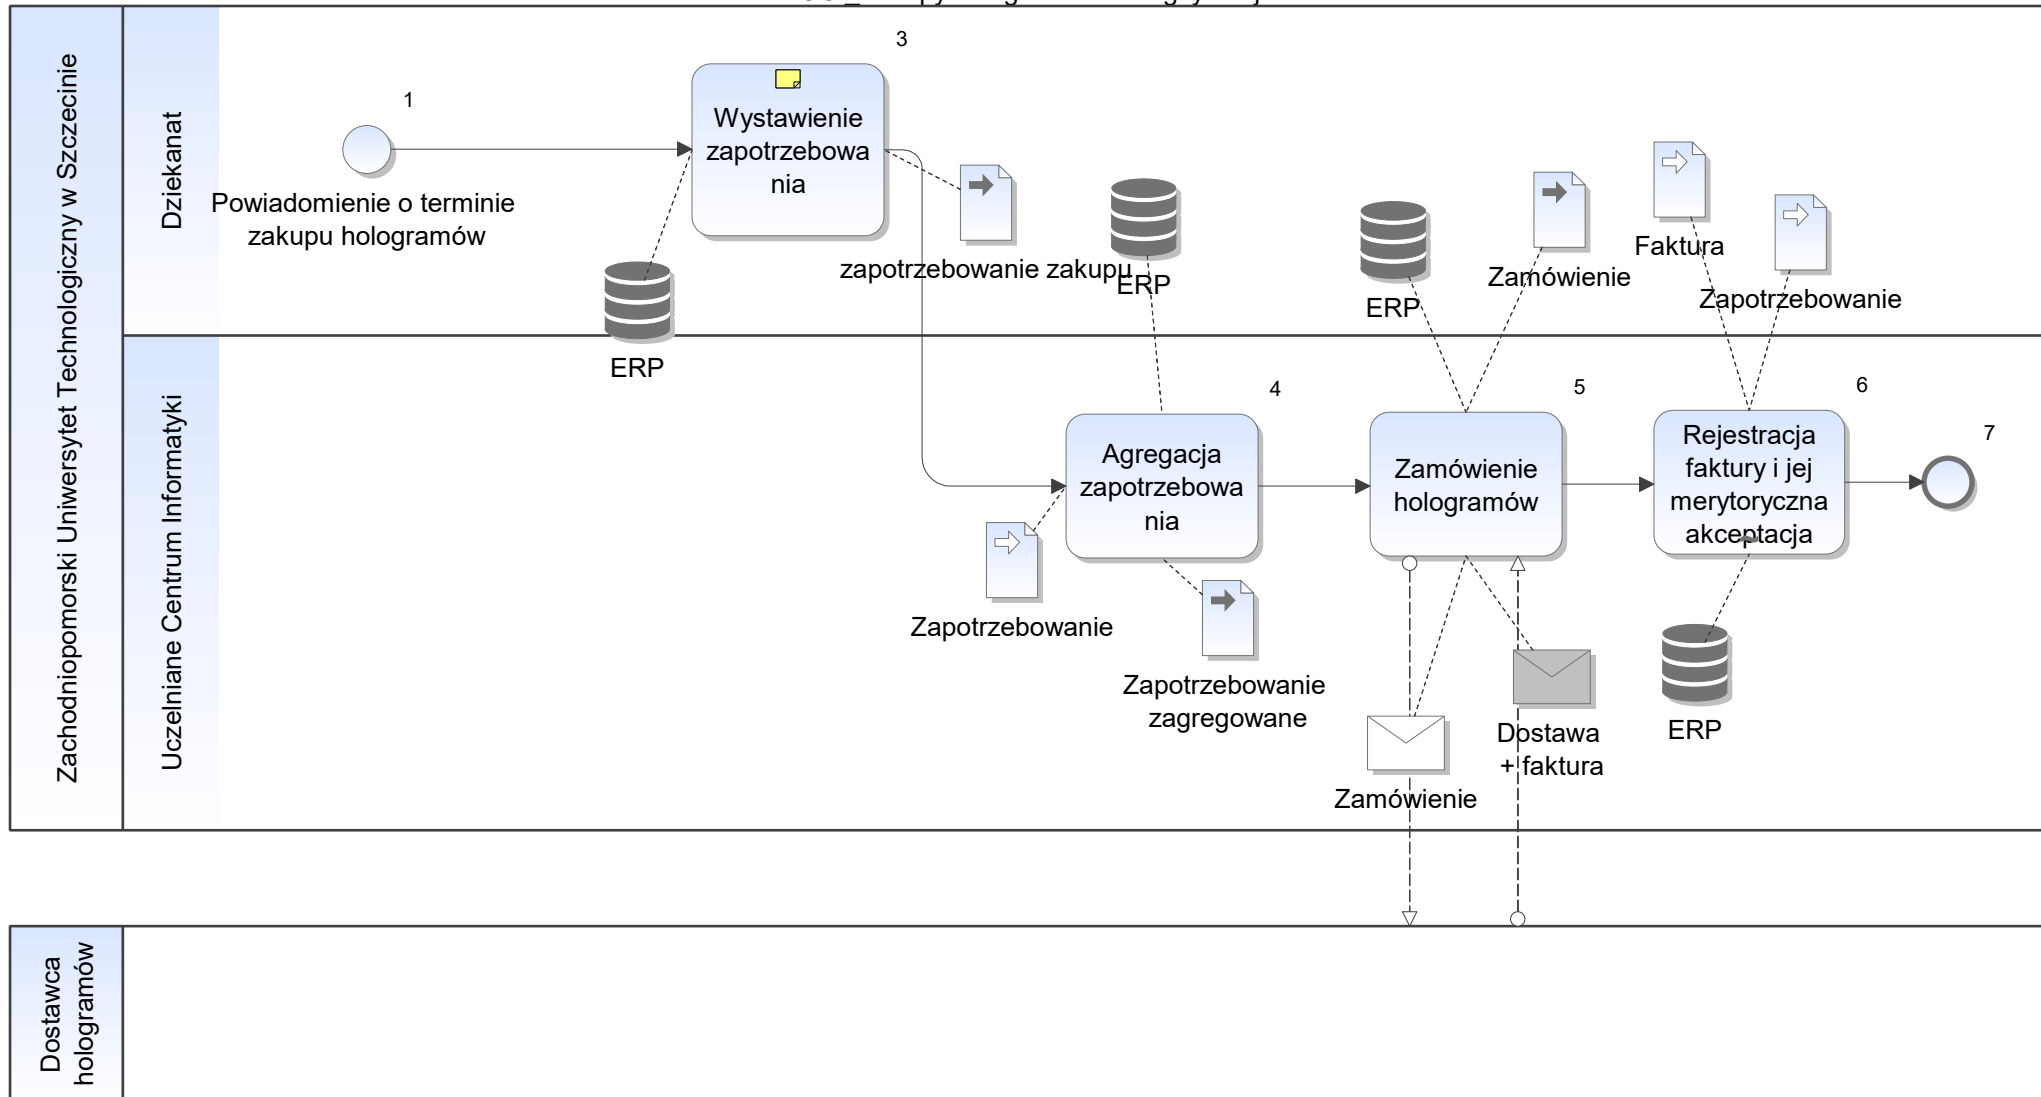 Zachodniopomorski Uniwersytet Technologiczny w Szczecinie
Dziekanat
1
Powiadomienie o terminie
zakupu hologramów
3
Wystawienie
zapotrzebowa
nia
ERP
zapotrzebowanie zakupu
ERP
ERP
Zamówienie
Faktura
Zapotrzebowanie
Uczelniane Centrum Informatyki
4
Agregacja
zapotrzebowa
nia
Zapotrzebowanie
Zapotrzebowanie
zagregowane
5
Zamówienie
hologramów
Zamówienie
Dostawa
+ faktura
6
Rejestracja
faktury i jej
merytoryczna
akceptacja
ERP
7
Dostawca
hologramów